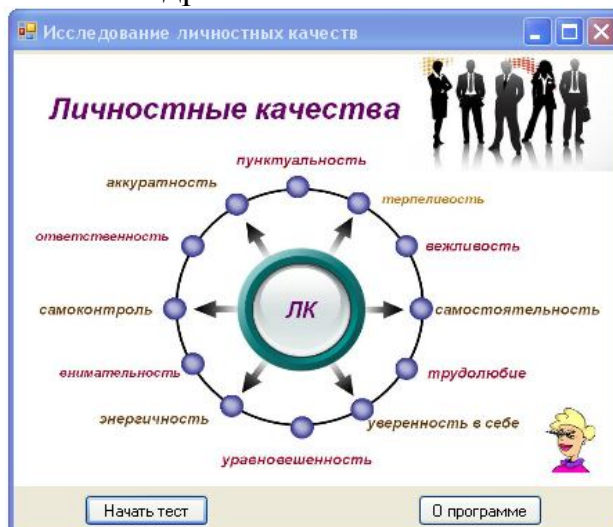 Исследование личностных качеств
Личностные качества
пунктуальность
аккуратность
терпеливость
ответственность
вежливость
самоконтроль
ЛК
самостоятельность
внимательность
трудолюбие
энергичность
уверенность в себе
уравновешенность
Начать тест
О программе